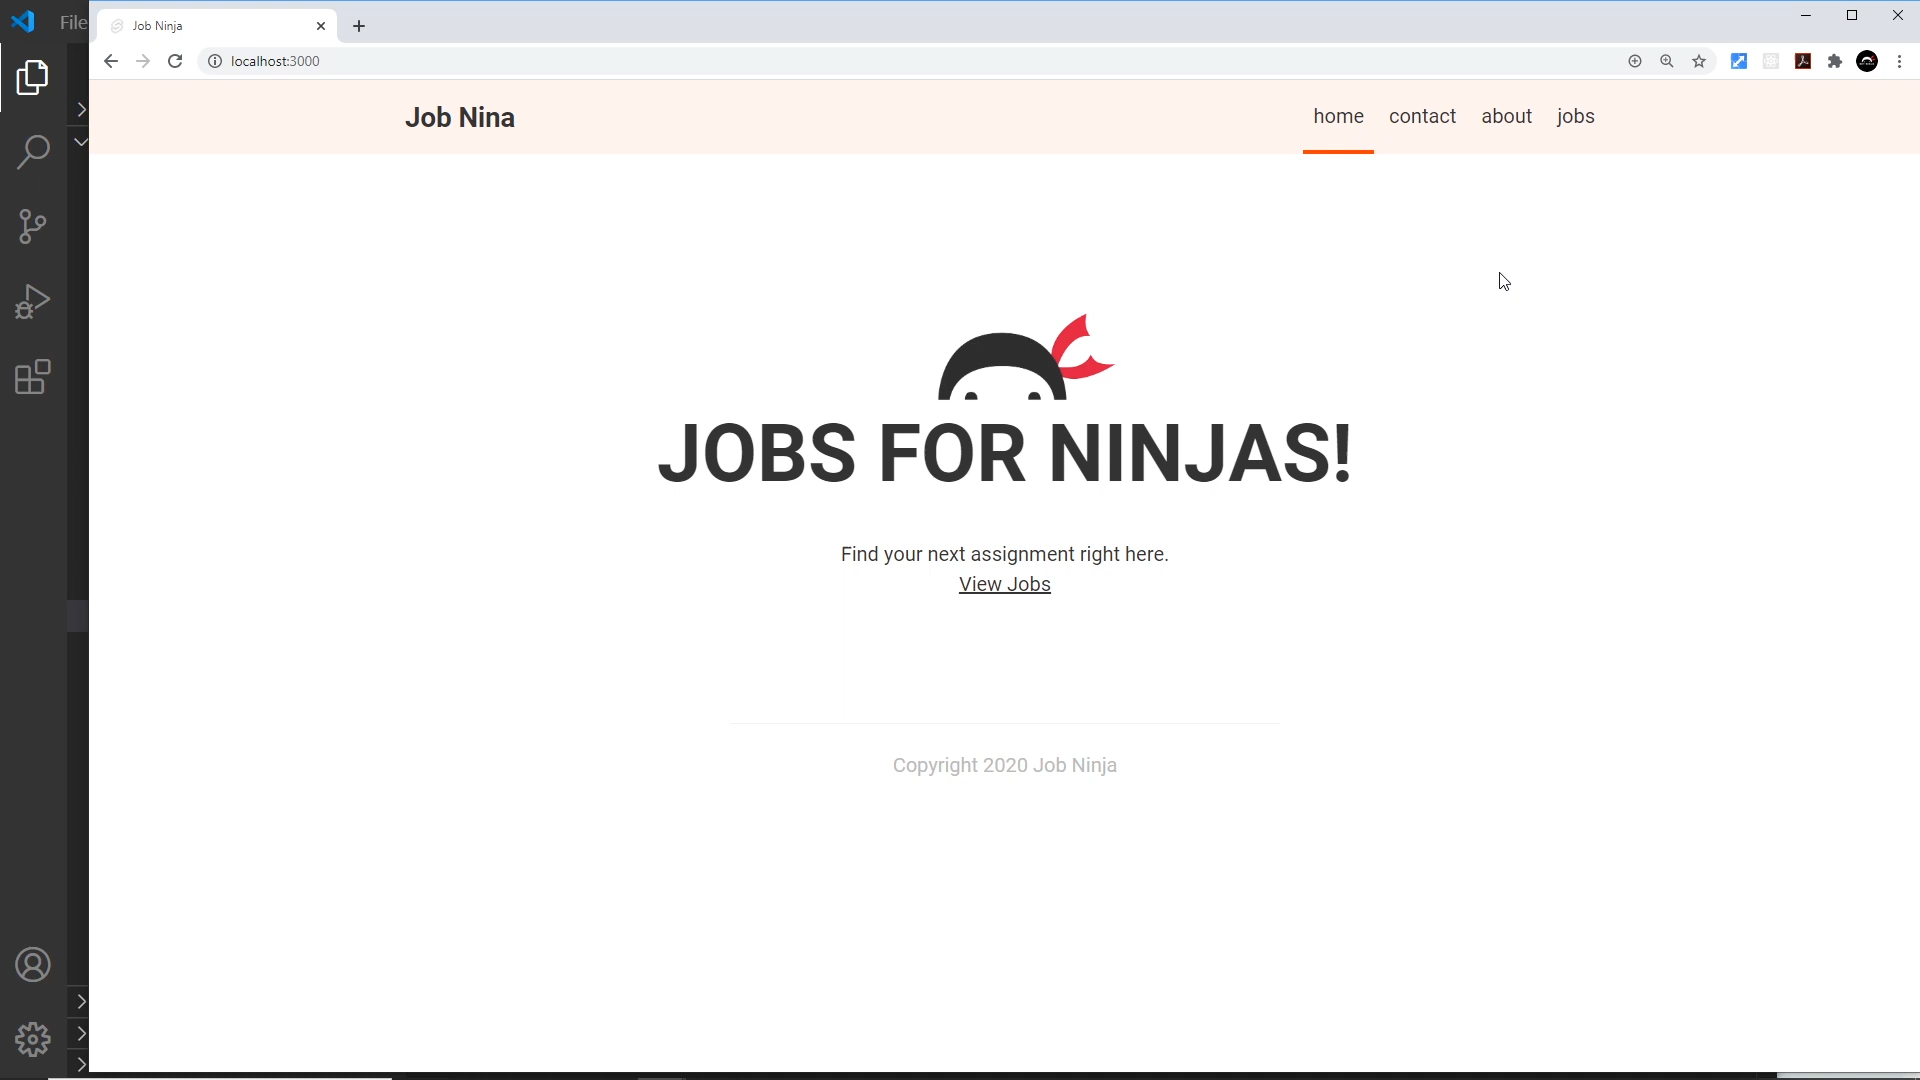 File
Job Ninja
localhost:3000
Job Nina
home contact about jobs
JOBS FOR NINJAS!
Find your next assignment right here.
View Jobs
Copyright 2020 Job Ninja